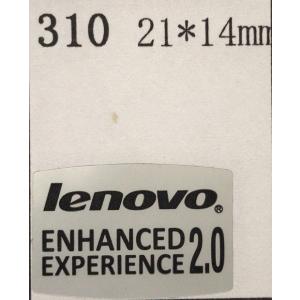 310 21*14mm
lenovo®
ENHANCED
EXPERIENCE 2.0